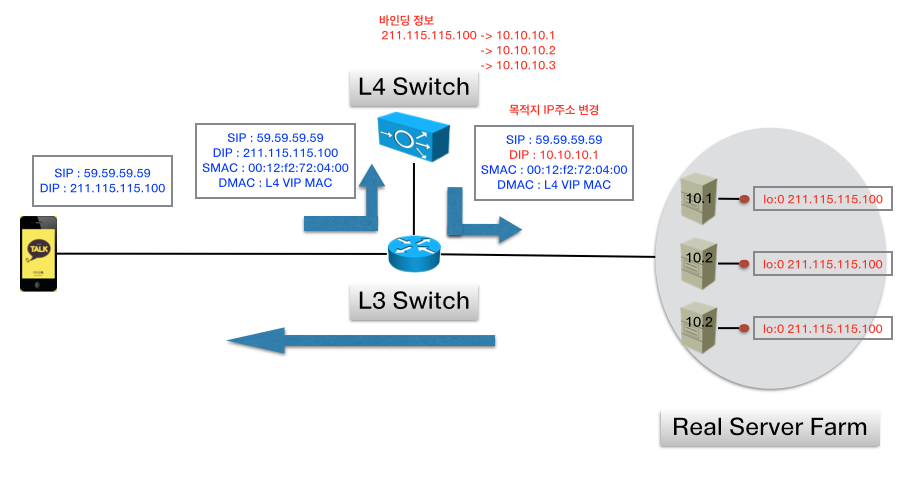 바인딩 정보
211.115.115.100 -> 10.10.10.1
-> 10.10.10.2
-> 10.10.10.3
L4 Switch
목적지 IP주소 변경
SIP : 59.59.59.59
DIP : 211.115.115.100
SIP : 59.59.59.59
DIP : 211.115.115.100
SMAC : 00:12:f2:72:04:00
DMAC : L4 VIP MAC
SIP : 59.59.59.59
DIP : 10.10.10.1
SMAC : 00:12:f2:72:04:00
DMAC : L4 VIP MAC
TALK
10.1
lo:0 211.115.115.100
10.2
lo:0 211.115.115.100
10.2
lo:0 211.115.115.100
L3 Switch
Real Server Farm